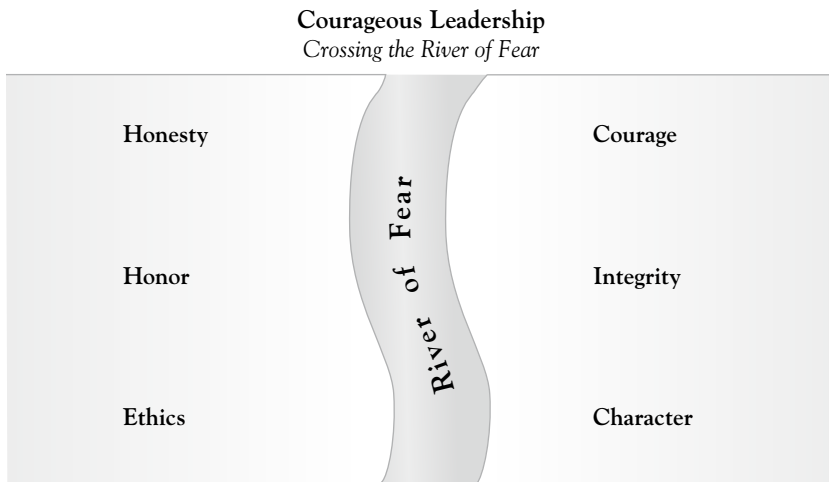 Courageous Leadership
Crossing the River of Fear
Honesty
Honor
Ethics
River of Fear
Courage
Integrity
Character